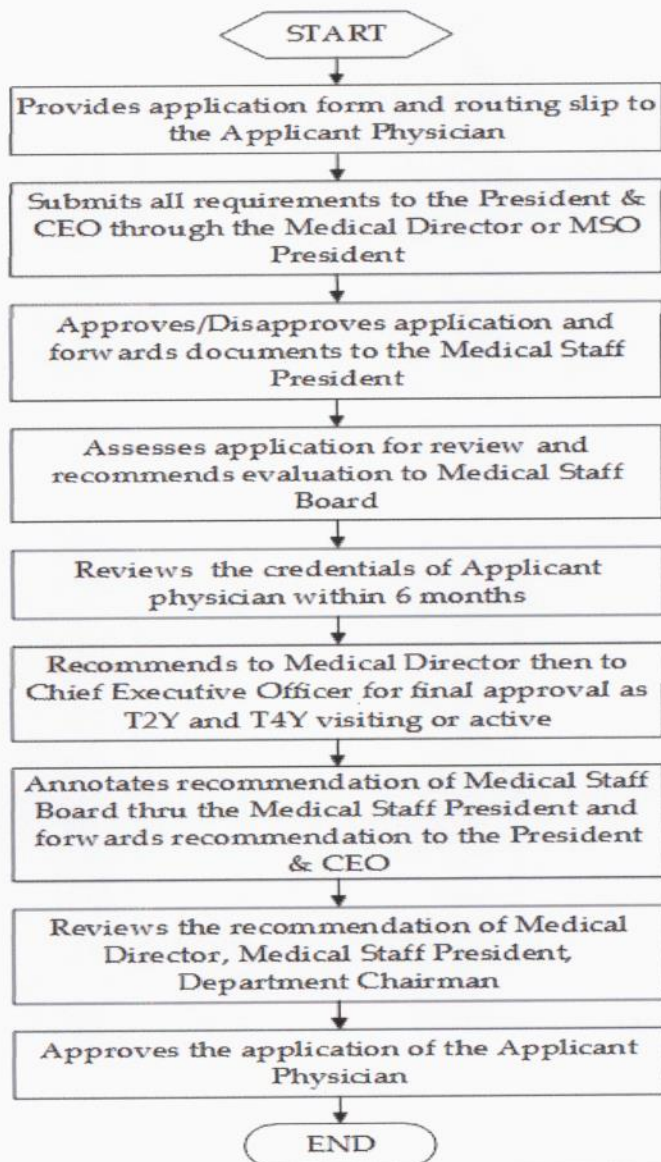 START
Provides application form and routing slip to
the Applicant Physician
Submits all requirements to the President &
CEO through the Medical Director or MSO
President
Approves/Disapproves application and
forwards documents to the Medical Staff
President
Assesses application for review and
recommends evaluation to Medical Staff
Board
Reviews the credentials of Applicant
physician within 6 months
Recommends to Medical Director then to
Chief Executive Officer for final approval as
T2Y and T4Y visiting or active
Annotates recommendation of Medical Staff
Board thru the Medical Staff President and
forwards recommendation to the President
& CEO
Reviews the recommendation of Medical
Director, Medical Staff President,
Department Chairman
Approves the application of the Applicant
Physician
END